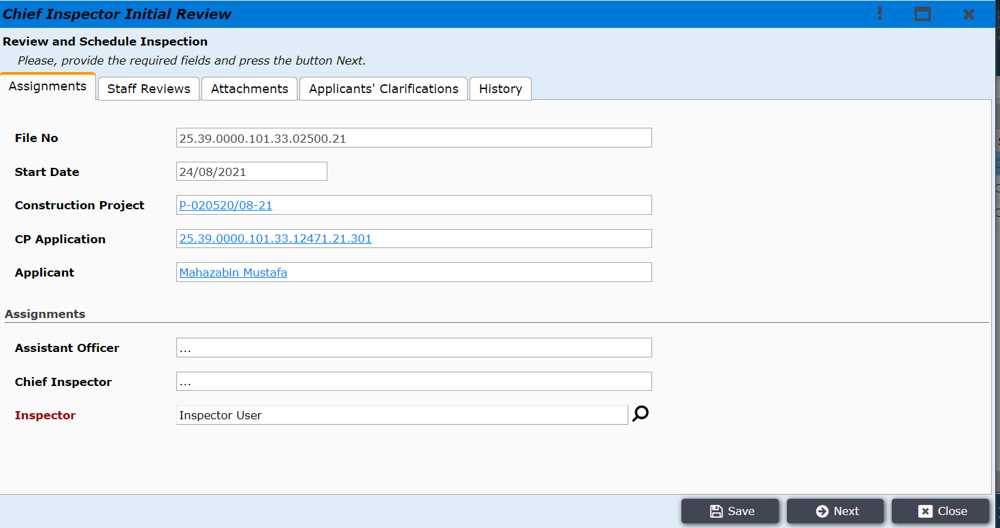 Chief Inspector Initial Review
Review and Schedule Inspection
Please, provide the required fields and press the button Next.
Assignments Staff Reviews Attachments Applicants' Clarifications History
File No 25.39.0000.101.33.02500.21
Start Date 24/08/2021
Construction Project P-020520/08-21
CP Application 25.39.0000.101.33.12471.21.301
Applicant Mahazabin Mustafa
Assignments
Assistant Officer ...
Chief Inspector ...
Inspector Inspector User
Save Next Close